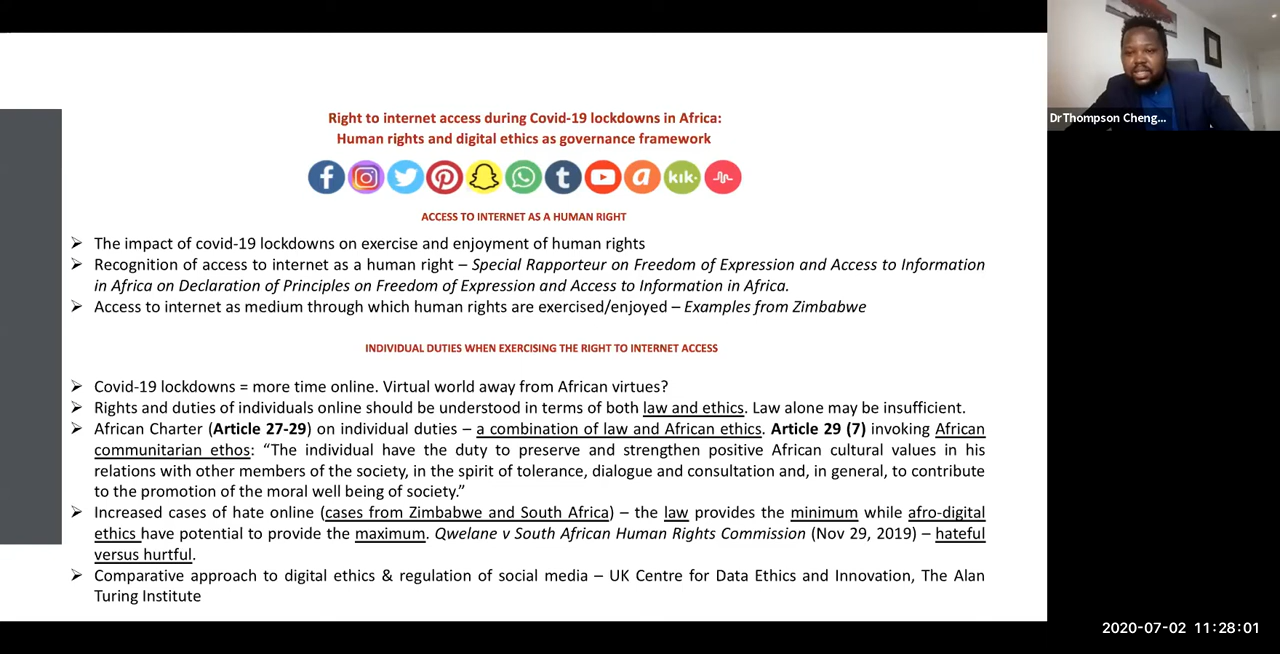 Right to internet access during Covid-19 lockdowns in Africa:
Human rights and digital ethics as governance framework
f t a kik.
ACCESS TO INTERNET AS A HUMAN RIGHT
The impact of covid-19 lockdowns on exercise and enjoyment of human rights
Recognition of access to internet as a human right – Special Rapporteur on Freedom of Expression and Access to Information
in Africa on Declaration of Principles on Freedom of Expression and Access to Information in Africa.
Access to internet as medium through which human rights are exercised/enjoyed – Examples from Zimbabwe
INDIVIDUAL DUTIES WHEN EXERCISING THE RIGHT TO INTERNET ACCESS
Covid-19 lockdowns = more time online. Virtual world away from African virtues?
Rights and duties of individuals online should be understood in terms of both law and ethics. Law alone may be insufficient.
African Charter (Article 27-29) on individual duties – a combination of law and African ethics. Article 29 (7) invoking African
communitarian ethos: “The individual have the duty to preserve and strengthen positive African cultural values in his
relations with other members of the society, in the spirit of tolerance, dialogue and consultation and, in general, to contribute
to the promotion of the moral well being of society.”
Increased cases of hate online (cases from Zimbabwe and South Africa) – the law provides the minimum while afro-digital
ethics have potential to provide the maximum. Qwelane v South African Human Rights Commission (Nov 29, 2019) – hateful
versus hurtful.
Comparative approach to digital ethics & regulation of social media – UK Centre for Data Ethics and Innovation, The Alan
Turing Institute
Dr Thompson Cheng...
2020-07-02 11:28:01